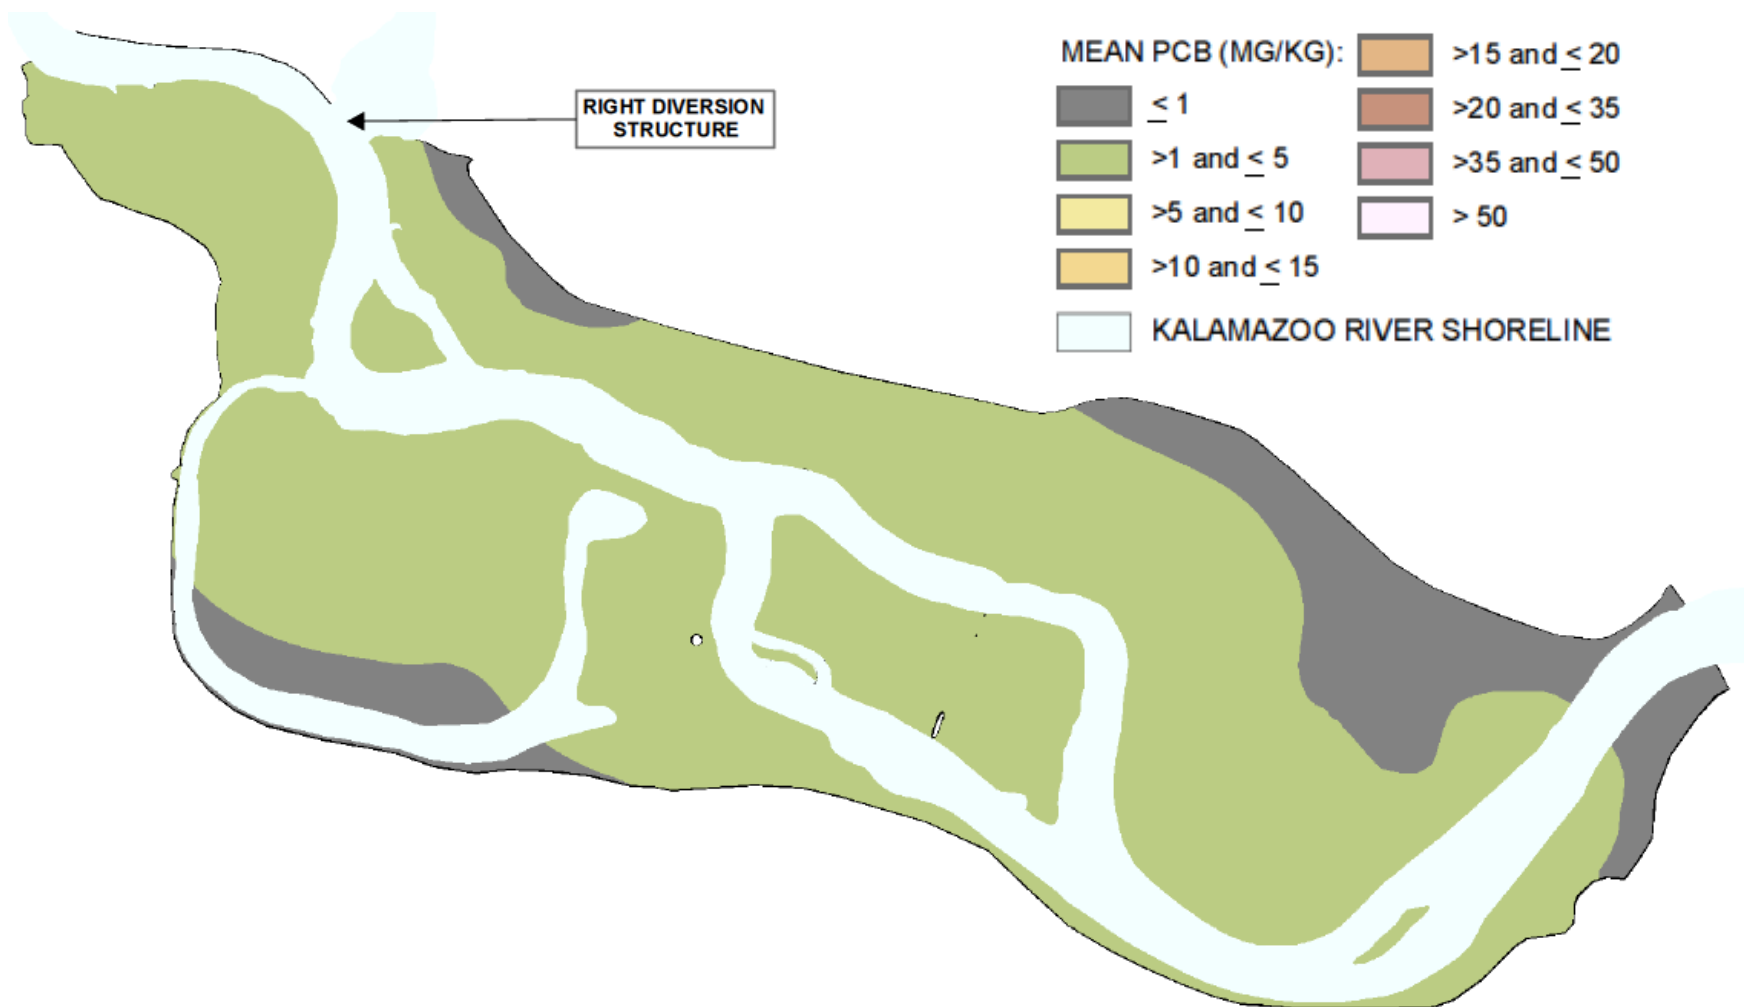 RIGHT DIVERSION
STRUCTURE
MEAN PCB (MG/KG):
≤ 1
>1 and ≤ 5
>5 and ≤ 10
>10 and ≤ 15
>15 and ≤ 20
>20 and ≤ 35
>35 and ≤ 50
> 50
KALAMAZOO RIVER SHORELINE